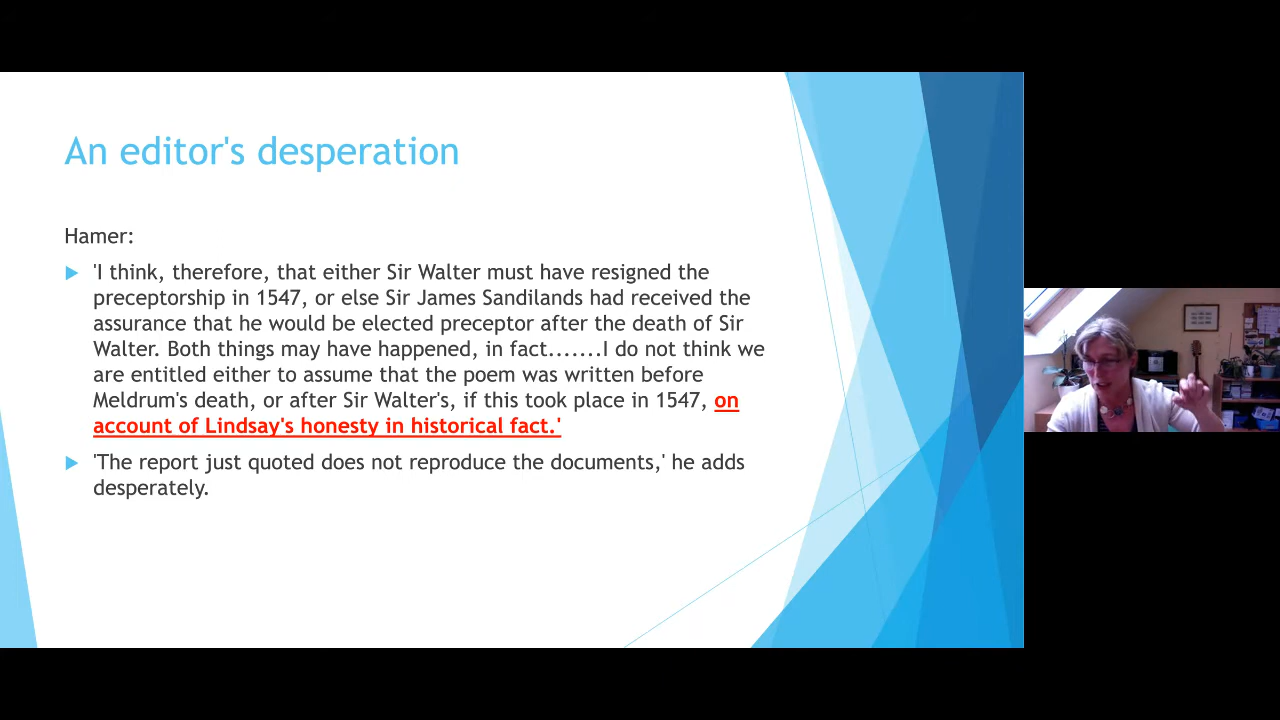 An editor's desperation
Hamer:
'I think, therefore, that either Sir Walter must have resigned the
preceptorship in 1547, or else Sir James Sandilands had received the
assurance that he would be elected preceptor after the death of Sir
Walter. Both things may have happened, in fact.......I do not think we
are entitled either to assume that the poem was written before
Meldrum's death, or after Sir Walter's, if this took place in 1547, on
account of Lindsay's honesty in historical fact.'
'The report just quoted does not reproduce the documents,' he adds
desperately.